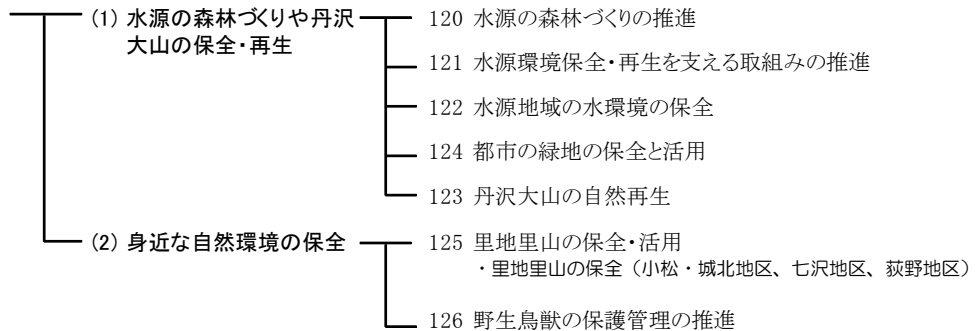 (1) 水源の森林づくりや丹沢
大山の保全・再生
120 水源の森林づくりの推進
121 水源環境保全・再生を支える取組みの推進
122 水源地域の水環境の保全
124 都市の緑地の保全と活用
123 丹沢大山の自然再生
(2) 身近な自然環境の保全
125 里地里山の保全・活用
・里地里山の保全（小松・城北地区、七沢地区、荻野地区）
126 野生鳥獣の保護管理の推進